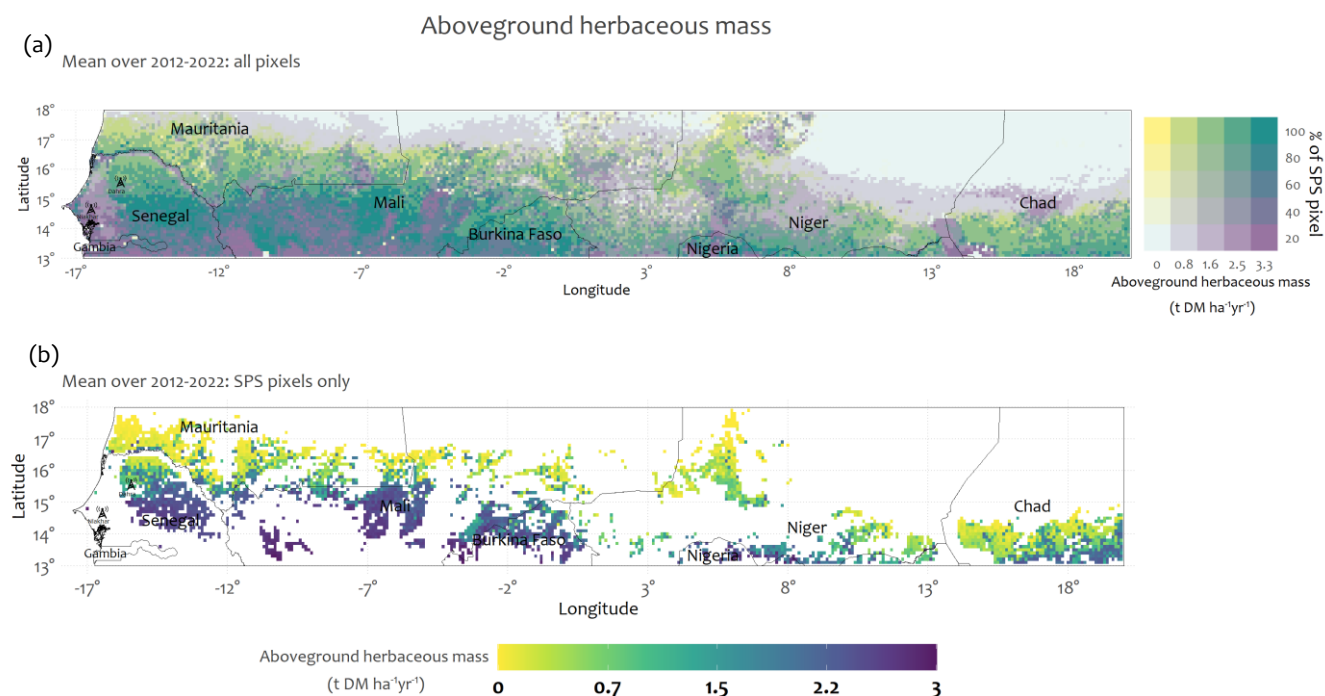 Aboveground herbaceous mass
(a)
Mean over 2012-2022: all pixels
Latitude
18°
17°
16°
15°
14°
13°
Mauritania
Dahra
Senegal
Gambia
Mali
Burkina Faso
Niger
Nigeria
Chad
-17°
-12°
-7°
-2°
3°
8°
13°
18°
Longitude
100
80
60
40
20
% of SPS pixel
0 0.8 1.6 2.5 3.3
Aboveground herbaceous mass
(t DM ha⁻¹yr⁻¹)
(b)
Mean over 2012-2022: SPS pixels only
Latitude
18°
17°
16°
15°
14°
13°
Mauritania
Dahra
Niakhar
Senegal
Gambia
Mali
Burkina Faso
Niger
Nigeria
Chad
-17°
-12°
-7°
-2°
3°
8°
13°
18°
Longitude
Aboveground herbaceous mass
(t DM ha⁻¹yr⁻¹)
0 0.7 1.5 2.2 3